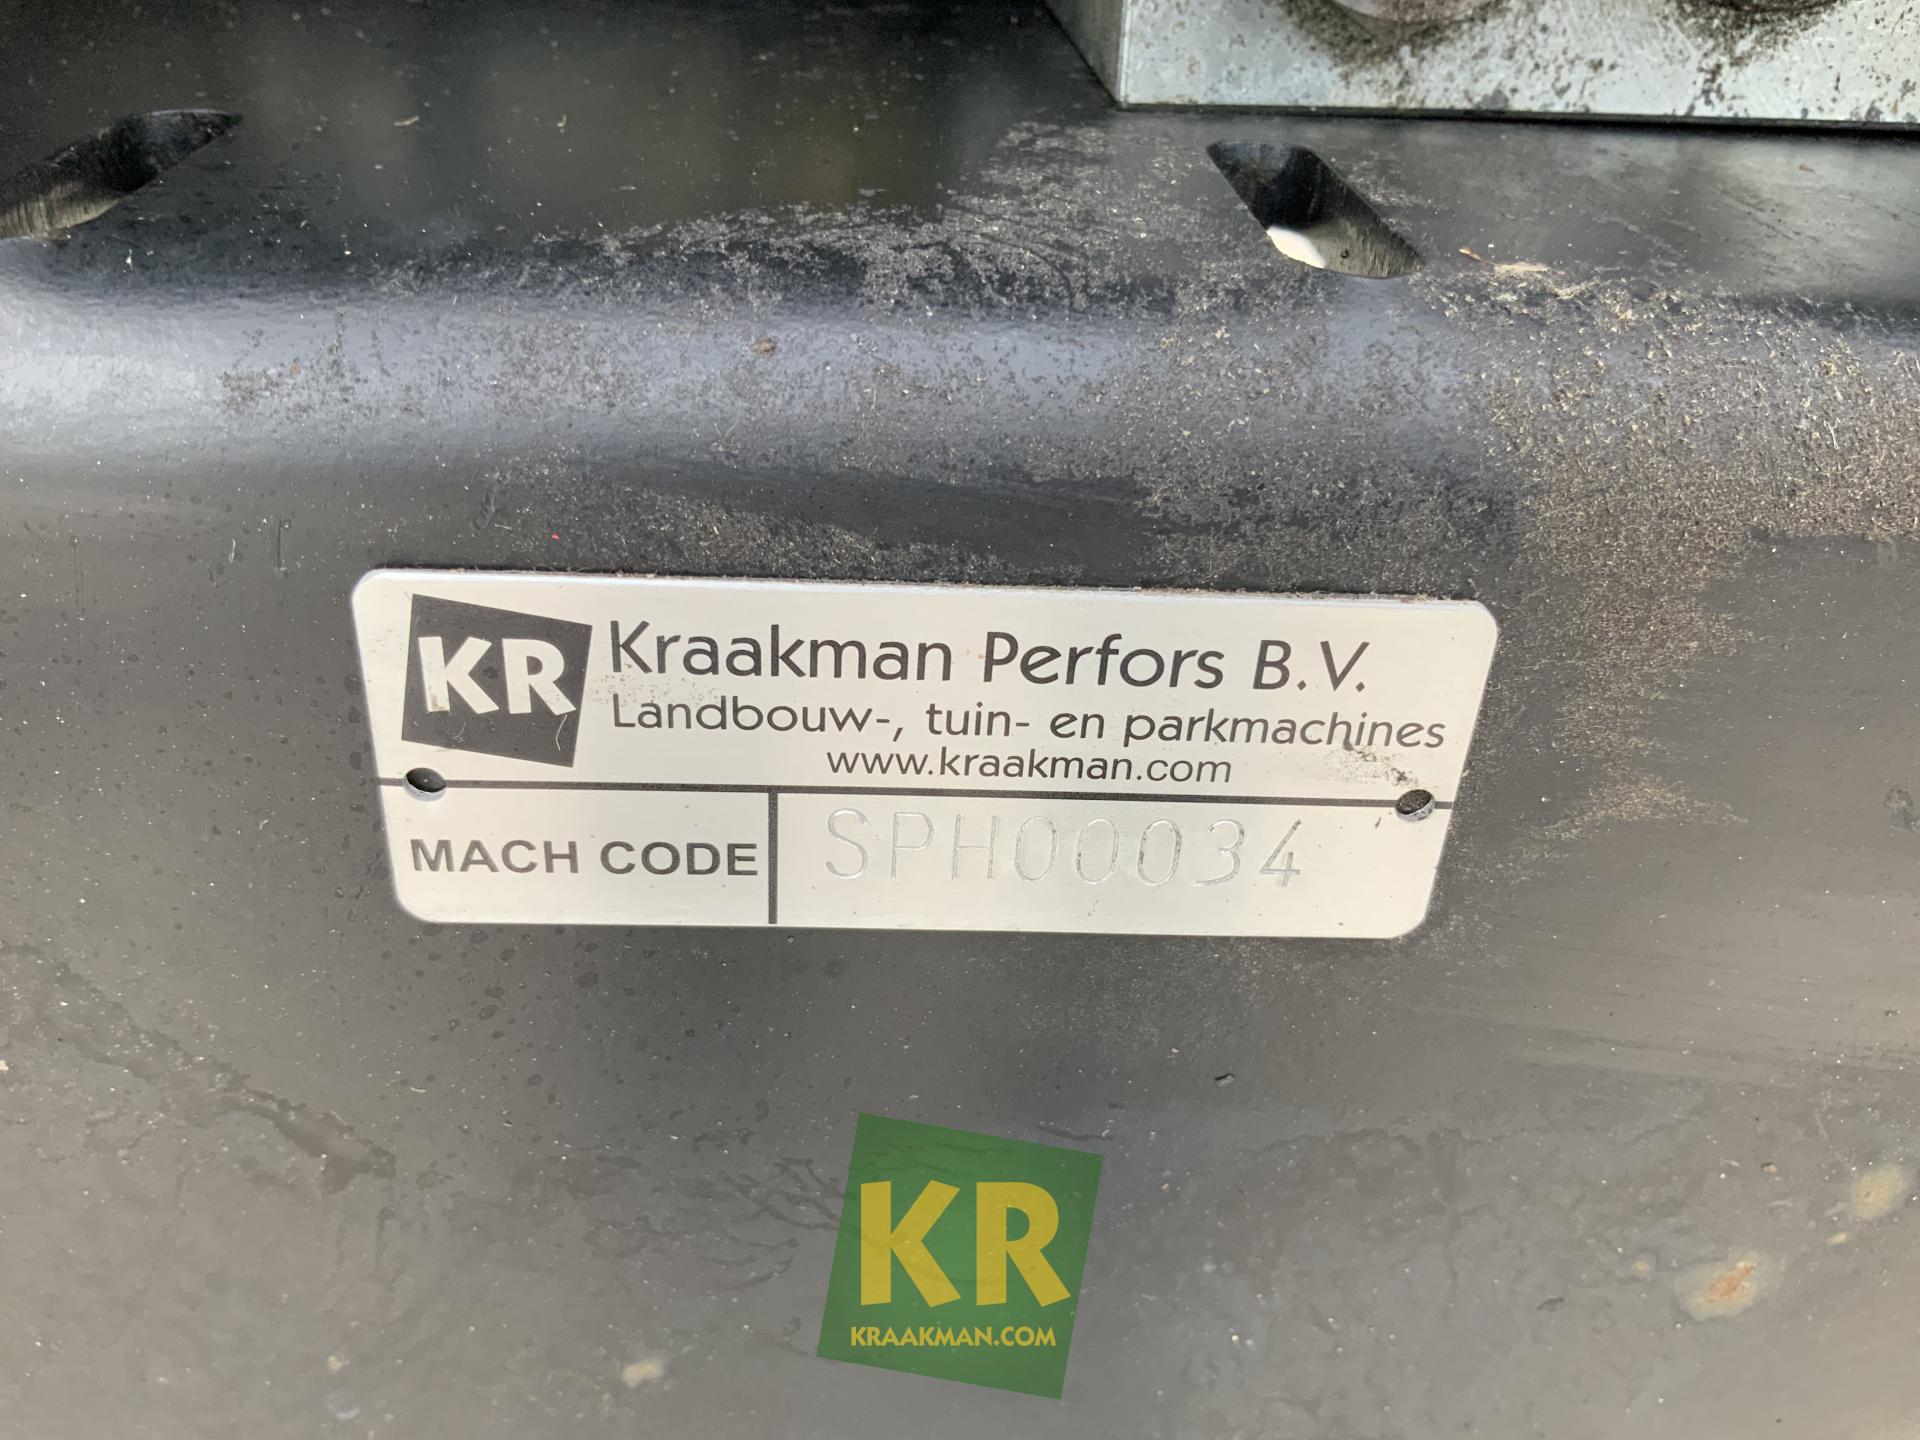 KR
Kraakman Perfors B.V.
Landbouw-, tuin- en parkmachines
www.kraakman.com
MACH CODE
SPH00034
KR
KRAAKMAN.COM